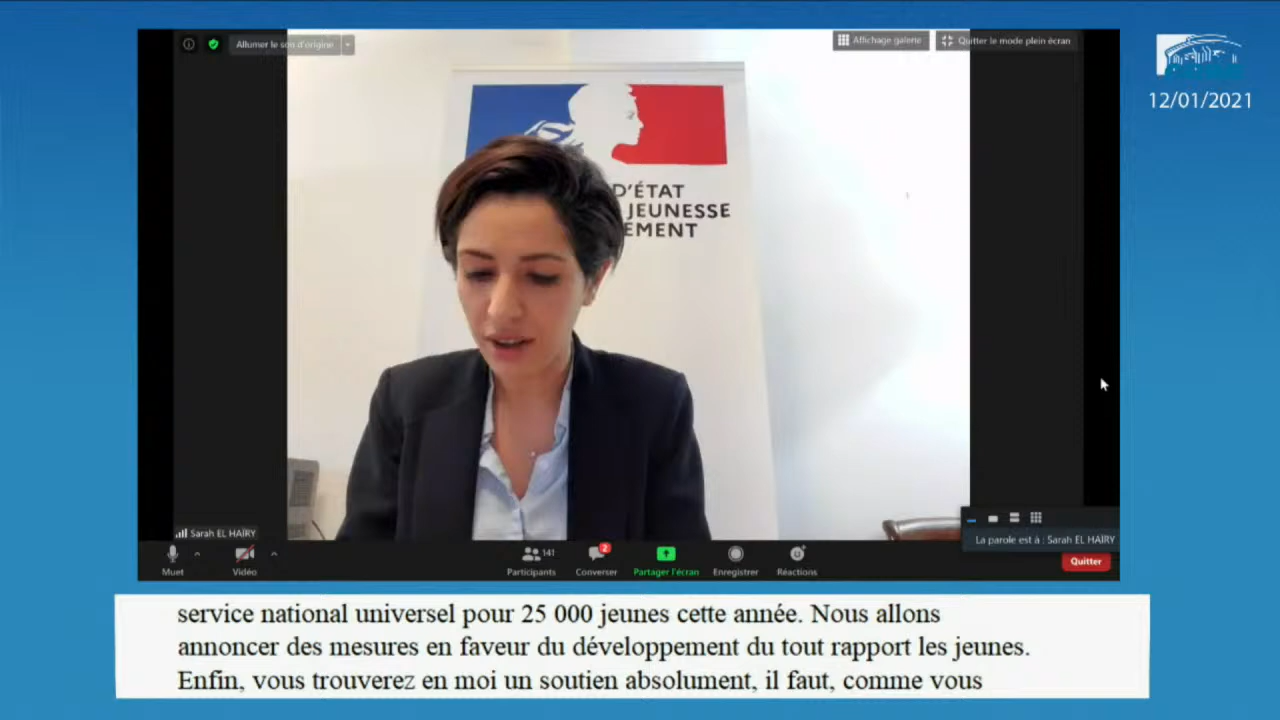 Allumer le son d'origine
Affichage galerie
Quitter le mode plein écran
12/01/2021
D'ÉTAT
JEUNESSE
EMENT
Sarah EL HAÏRY
La parole est à : Sarah EL HAÏRY
Muet
Vidéo
141
Participants
2
Converser
Partager l'écran
Enregistrer
Réactions
Quitter
service national universel pour 25 000 jeunes cette année. Nous allons
annoncer des mesures en faveur du développement du tout rapport les jeunes.
Enfin, vous trouverez en moi un soutien absolument, il faut, comme vous